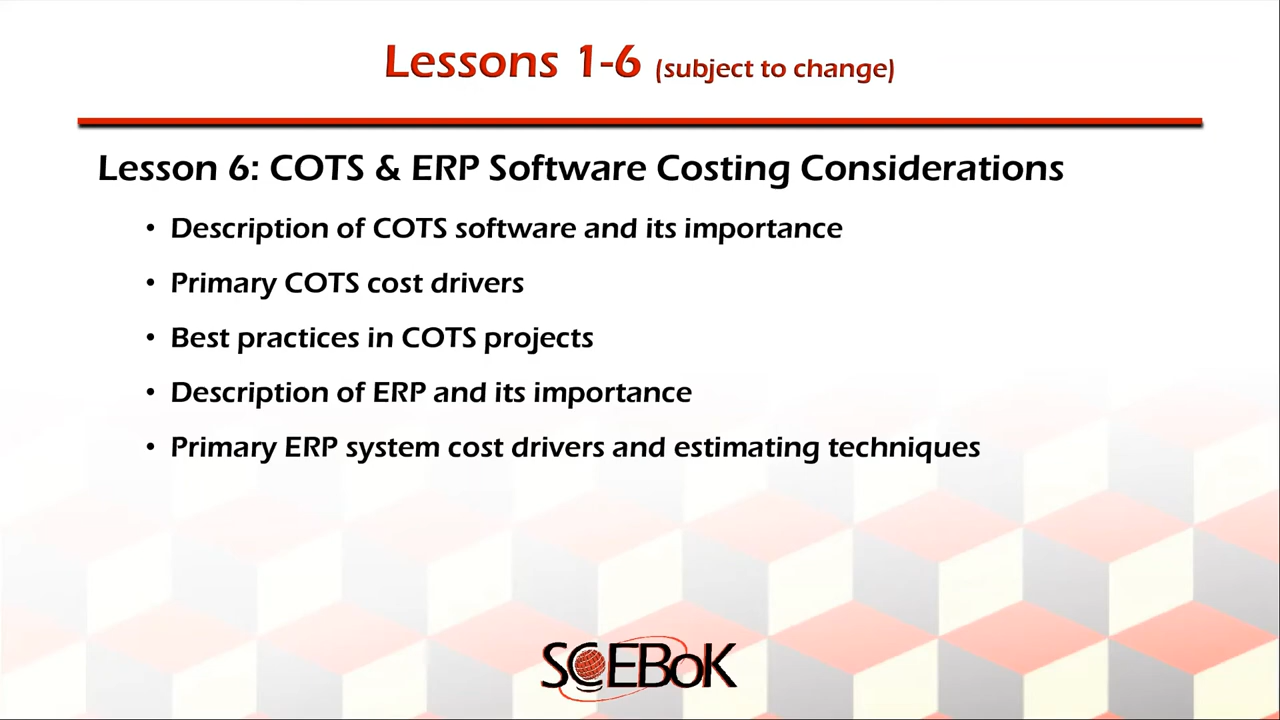 Lessons 1-6 (subject to change)
Lesson 6: COTS & ERP Software Costing Considerations
• Description of COTS software and its importance
• Primary COTS cost drivers
• Best practices in COTS projects
• Description of ERP and its importance
• Primary ERP system cost drivers and estimating techniques
SCEBoK